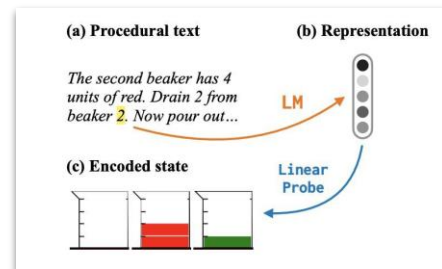 (a) Procedural text
(b) Representation
The second beaker has 4
units of red. Drain 2 from
beaker 2. Now pour out…
LM
(c) Encoded state
Linear
Probe